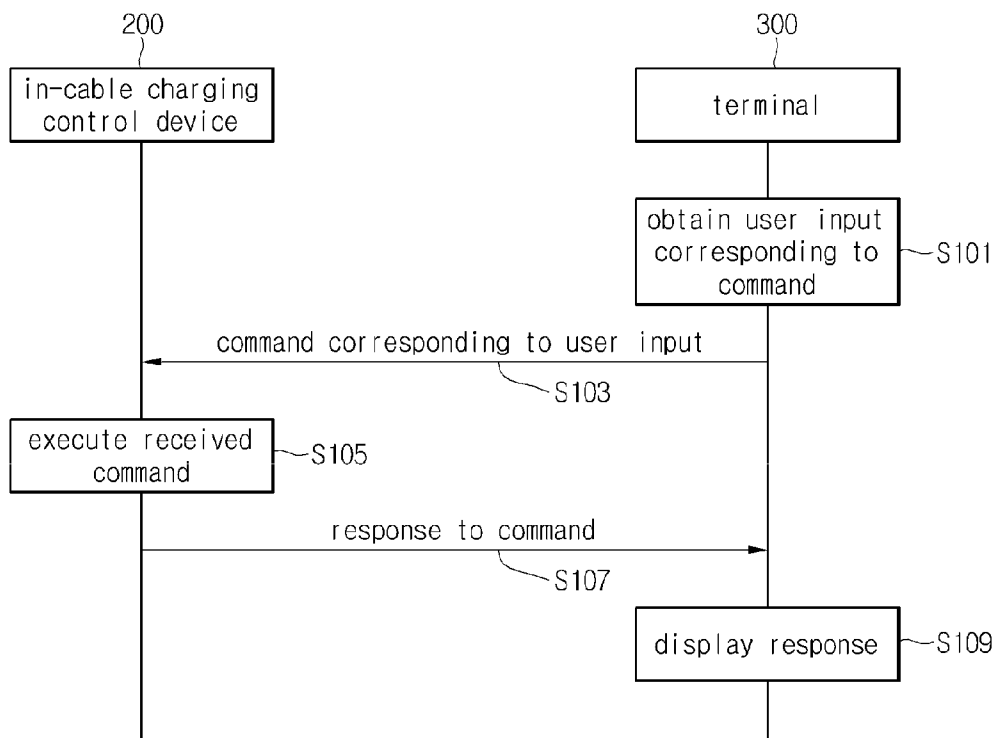 200
300
in-cable charging
control device
terminal
obtain user input
corresponding to
command
S101
command corresponding to user input
S103
execute received
command
S105
response to command
S107
display response
S109